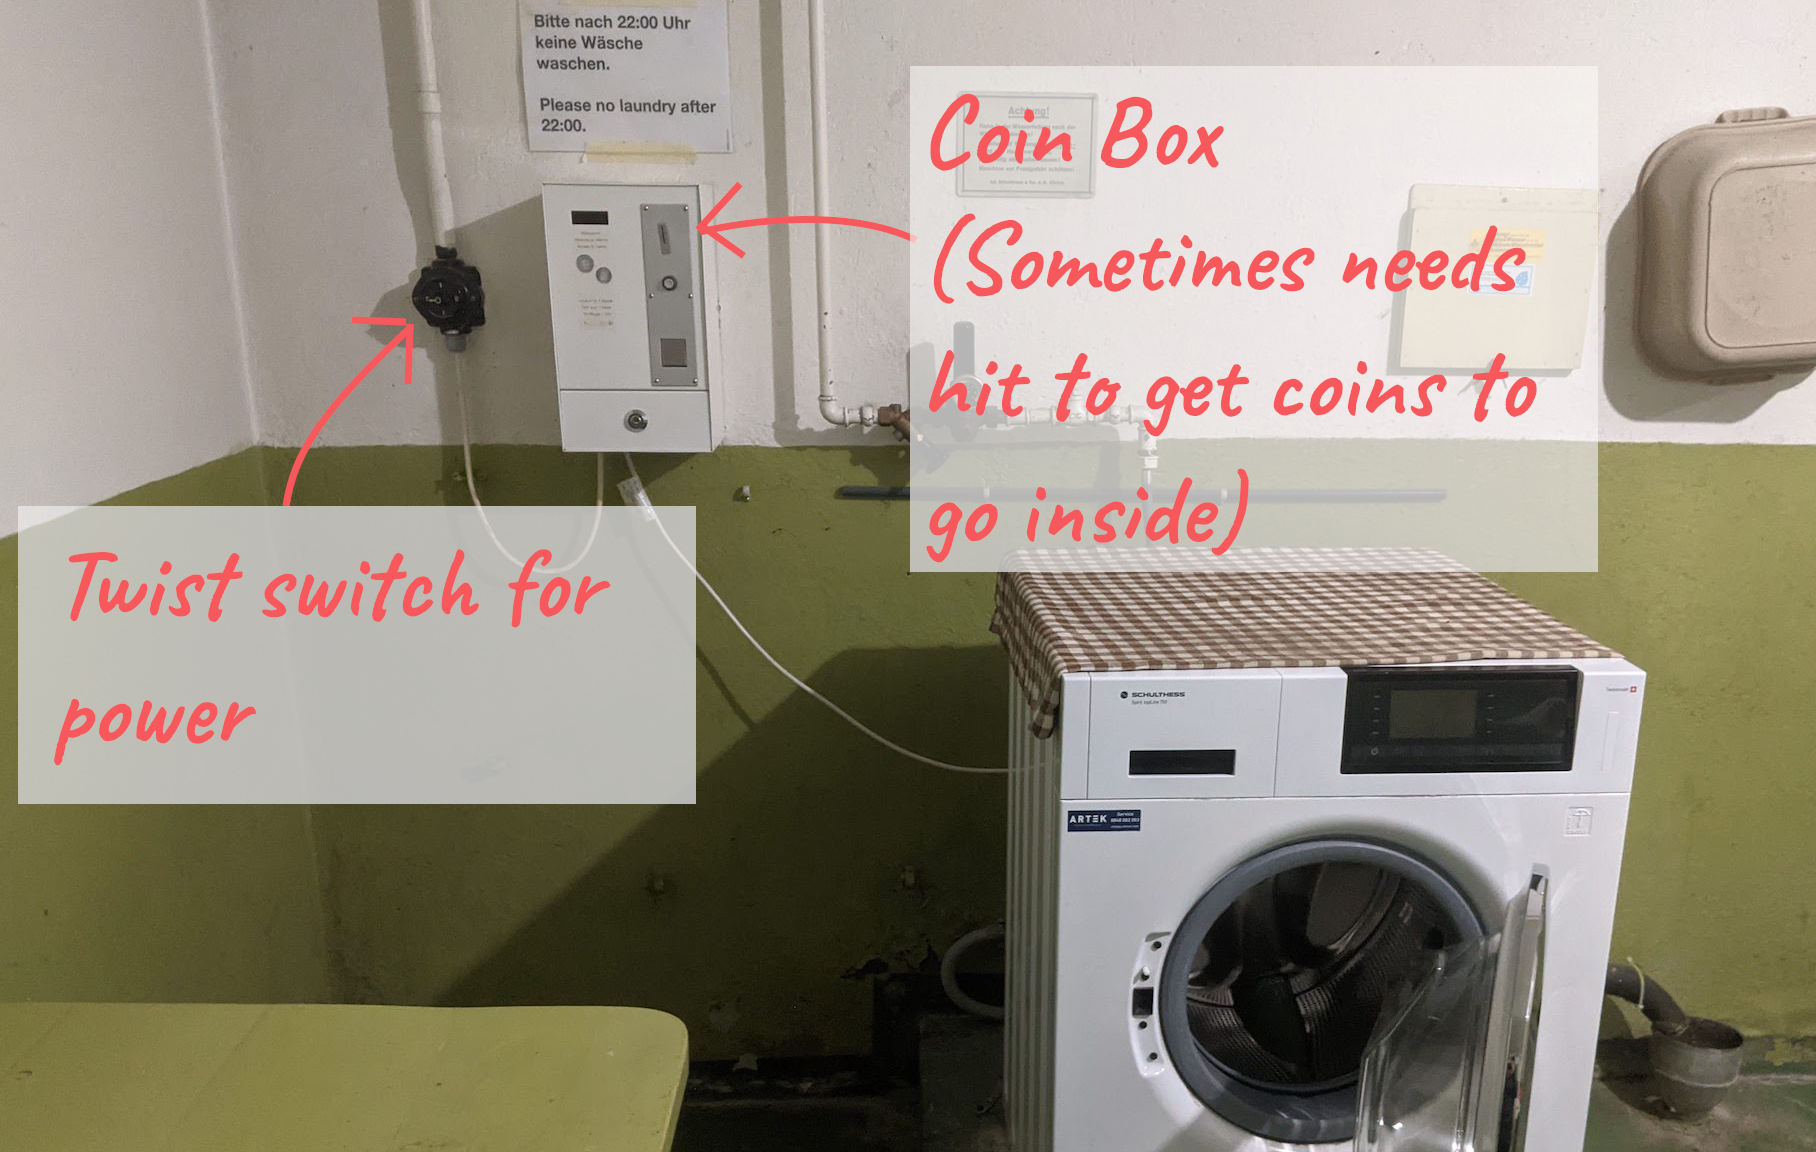 Bitte nach 22:00 Uhr
keine Wäsche
waschen.
Please no laundry after
22:00.
Coin Box
(Sometimes needs
hit to get coins to
go inside)
Achtung!
Twist switch for
power
SCHULTHESS
ARTEK
Service